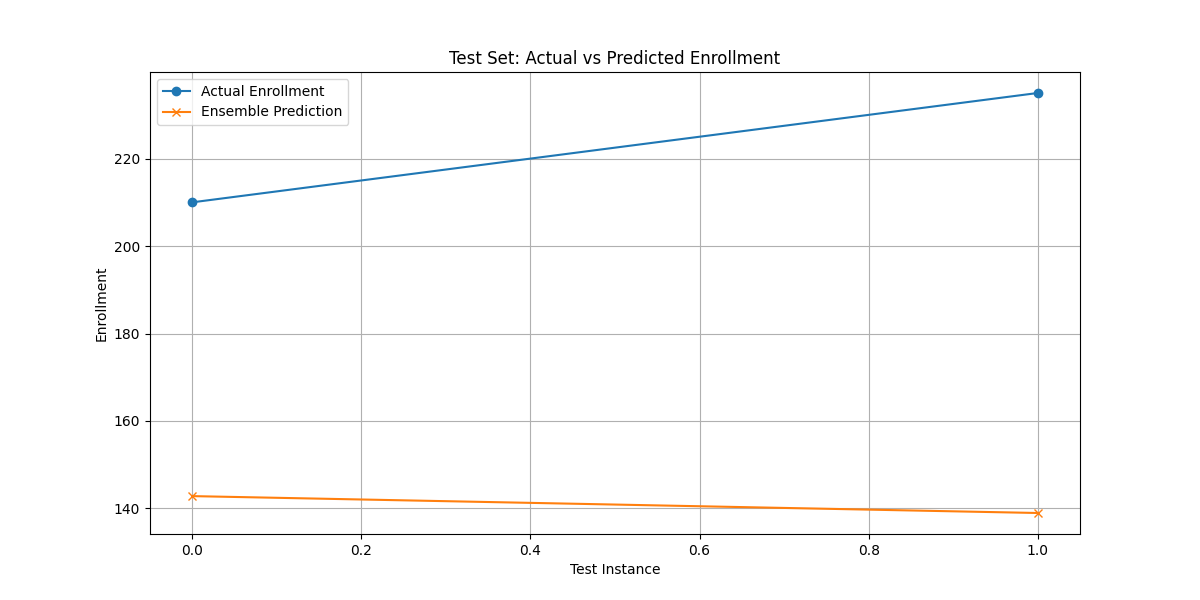 Test Set: Actual vs Predicted Enrollment
Actual Enrollment
Ensemble Prediction
220
200
180
160
140
Enrollment
0.0 0.2 0.4 0.6 0.8 1.0
Test Instance